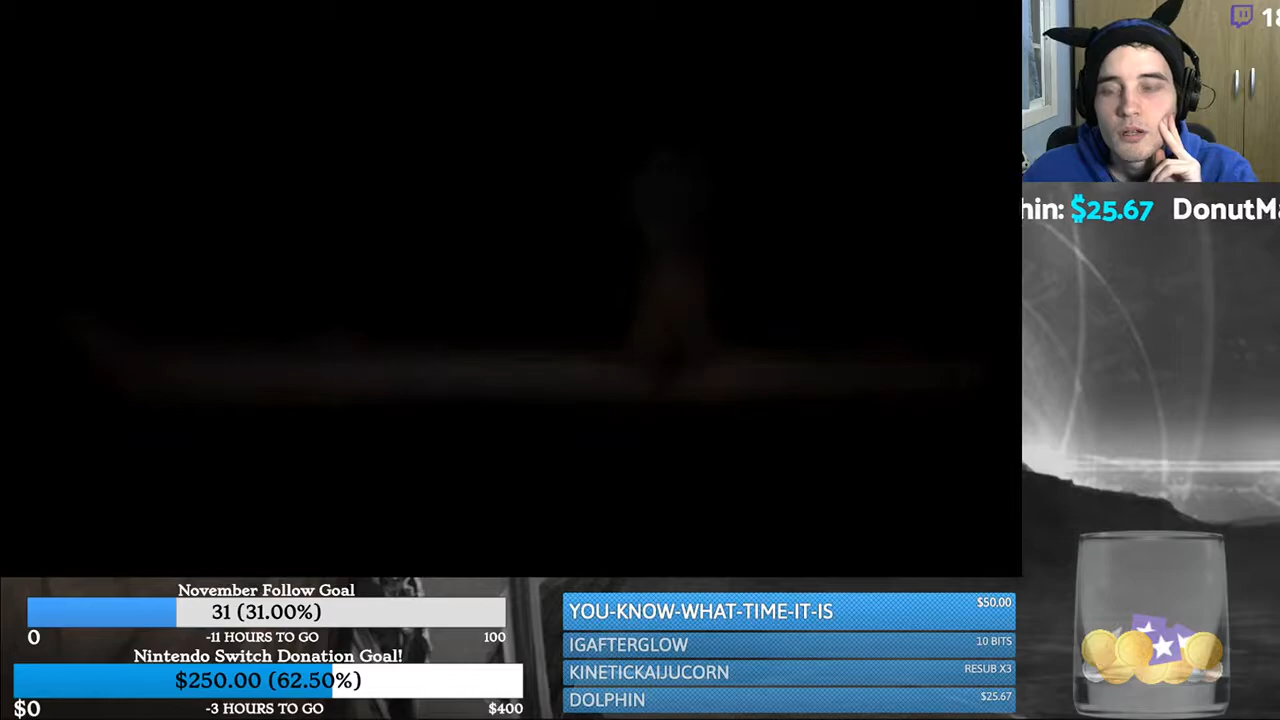 18
hin: $25.67 DonutMa
November Follow Goal
31 (31.00%)
0 -11 HOURS TO GO 100
Nintendo Switch Donation Goal!
$250.00 (62.50%)
$0 -3 HOURS TO GO $400
YOU-KNOW-WHAT-TIME-IT-IS $50.00
IGAFTERGLOW 10 BITS
KINETICKAIJUCORN RESUB X3
DOLPHIN $25.67